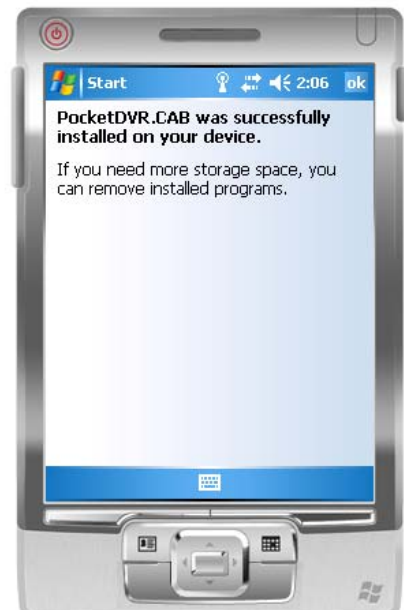 Start 2:06 ok
PocketDVR.CAB was successfully
installed on your device.
If you need more storage space, you
can remove installed programs.